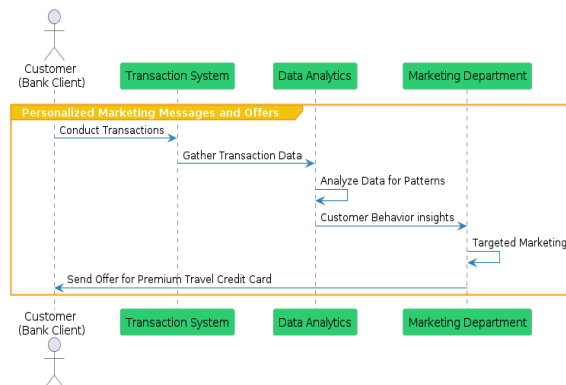 Customer
(Bank Client)
Transaction System
Data Analytics
Marketing Department
Personalized Marketing Messages and Offers
Conduct Transactions
Gather Transaction Data
Analyze Data for Patterns
Customer Behavior insights
Targeted Marketing
Send Offer for Premium Travel Credit Card
Customer
(Bank Client)
Transaction System
Data Analytics
Marketing Department